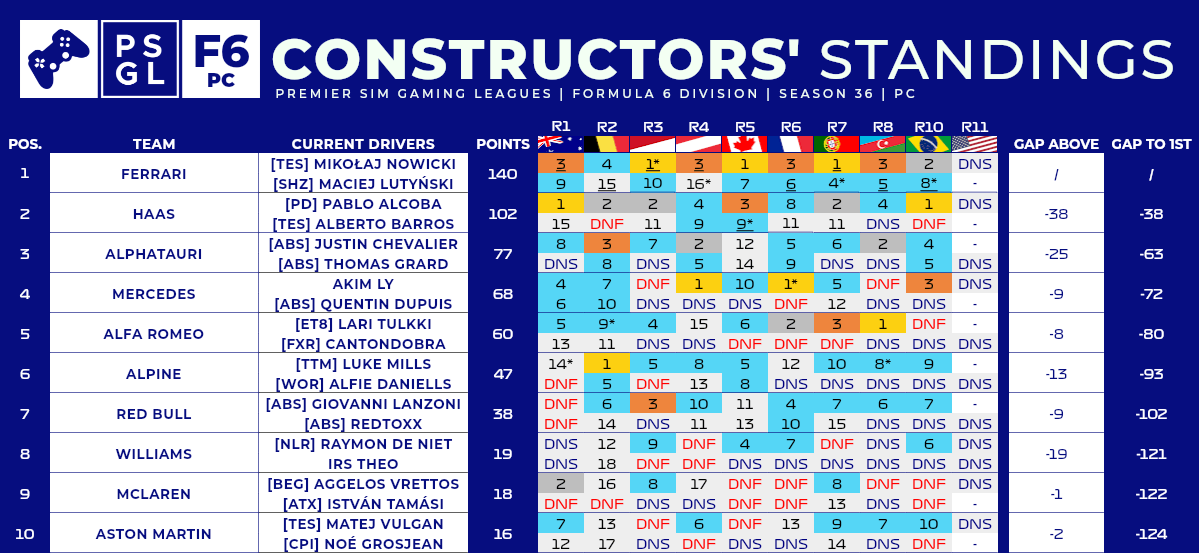 PS
GL
F6
PC
CONSTRUCTORS' STANDINGS
PREMIER SIM GAMING LEAGUES | FORMULA 6 DIVISION | SEASON 36 | PC
R1 R2 R3 R4 R5 R6 R7 R8 R10 R11
POS. TEAM CURRENT DRIVERS POINTS GAP ABOVE GAP TO 1ST
1 FERRARI [TES] MIKOŁAJ NOWICKI 140 3 4 1* 3 1 3 1 3 2 DNS / /
[SHZ] MACIEJ LUTYŃSKI 9 15 10 16* 7 6 4* 5 8* -
2 HAAS [PD] PABLO ALCOBA 102 1 2 2 4 3 8 2 4 1 DNS -38 -38
[TES] ALBERTO BARROS 15 DNF 11 9 9* 11 11 DNS DNF -
3 ALPHATAURI [ABS] JUSTIN CHEVALIER 77 8 3 7 2 12 5 6 2 4 - -25 -63
[ABS] THOMAS GRARD DNS 8 DNS 5 14 9 DNS DNS 5 DNS
4 MERCEDES AKIM LY 68 4 7 DNF 1 10 1* 5 DNF 3 DNS -9 -72
[ABS] QUENTIN DUPUIS 6 10 DNS DNS DNS DNF 12 DNS DNS -
5 ALFA ROMEO [ET8] LARI TULKKI 60 5 9* 4 15 6 2 3 1 DNF - -8 -80
[FXR] CANTONDOBRA 13 11 DNS DNS DNF DNF DNF DNS DNS DNS
6 ALPINE [TTM] LUKE MILLS 47 14* 1 5 8 5 12 10 8* 9 - -13 -93
[WOR] ALFIE DANIELLS DNF 5 DNF 13 8 DNS DNS DNS DNS DNS
7 RED BULL [ABS] GIOVANNI LANZONI 38 DNF 6 3 10 11 4 7 6 7 - -9 -102
[ABS] REDTOXX DNF 14 DNS 11 13 10 15 DNS DNS DNS
8 WILLIAMS [NLR] RAYMON DE NIET 19 DNS 12 9 DNF 4 7 DNF DNS 6 DNS -19 -121
IRS THEO DNS 18 DNF DNF DNS DNS DNS DNS DNS DNS
9 MCLAREN [BEG] AGGELOS VRETTOS 18 2 16 8 17 DNF DNF 8 DNF DNF DNS -1 -122
[ATX] ISTVÁN TAMÁSI DNF DNF DNS DNS DNF DNF 13 DNS DNF -
10 ASTON MARTIN [TES] MATEJ VULGAN 16 7 13 DNF 6 DNF 13 9 7 10 DNS -2 -124
[CPI] NOÉ GROSJEAN 12 17 DNS DNF DNS DNS 14 DNS DNF -